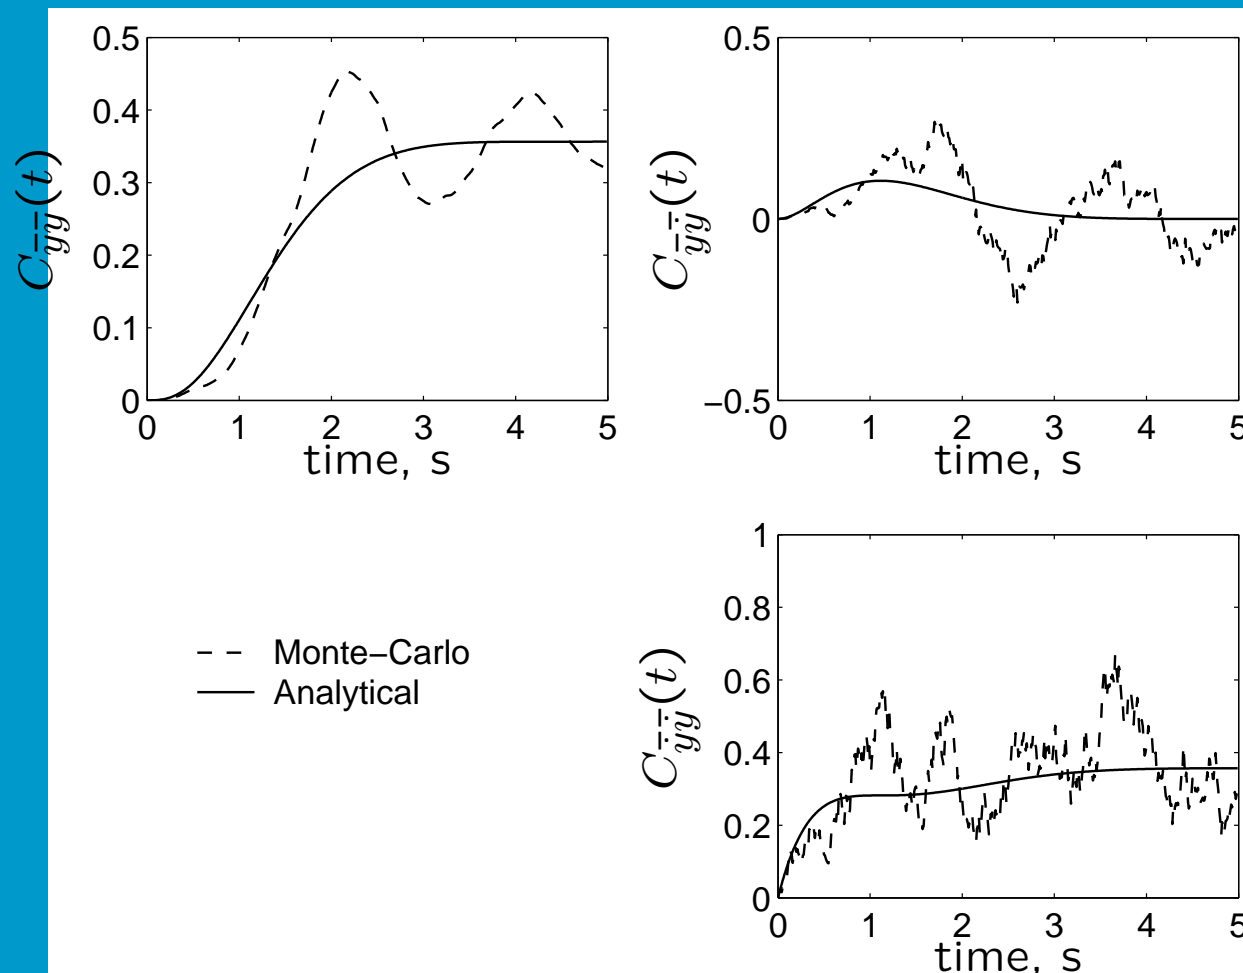 0.5
0.4
0.3
0.2
0.1
0
0 1 2 3 4 5
time, s
C_{\bar{y}\bar{y}}(t)
0.5
0
−0.5
0 1 2 3 4 5
time, s
C_{\bar{y}\dot{\bar{y}}}(t)
Monte−Carlo
Analytical
1
0.8
0.6
0.4
0.2
0
0 1 2 3 4 5
time, s
C_{\dot{\bar{y}}\dot{\bar{y}}}(t)